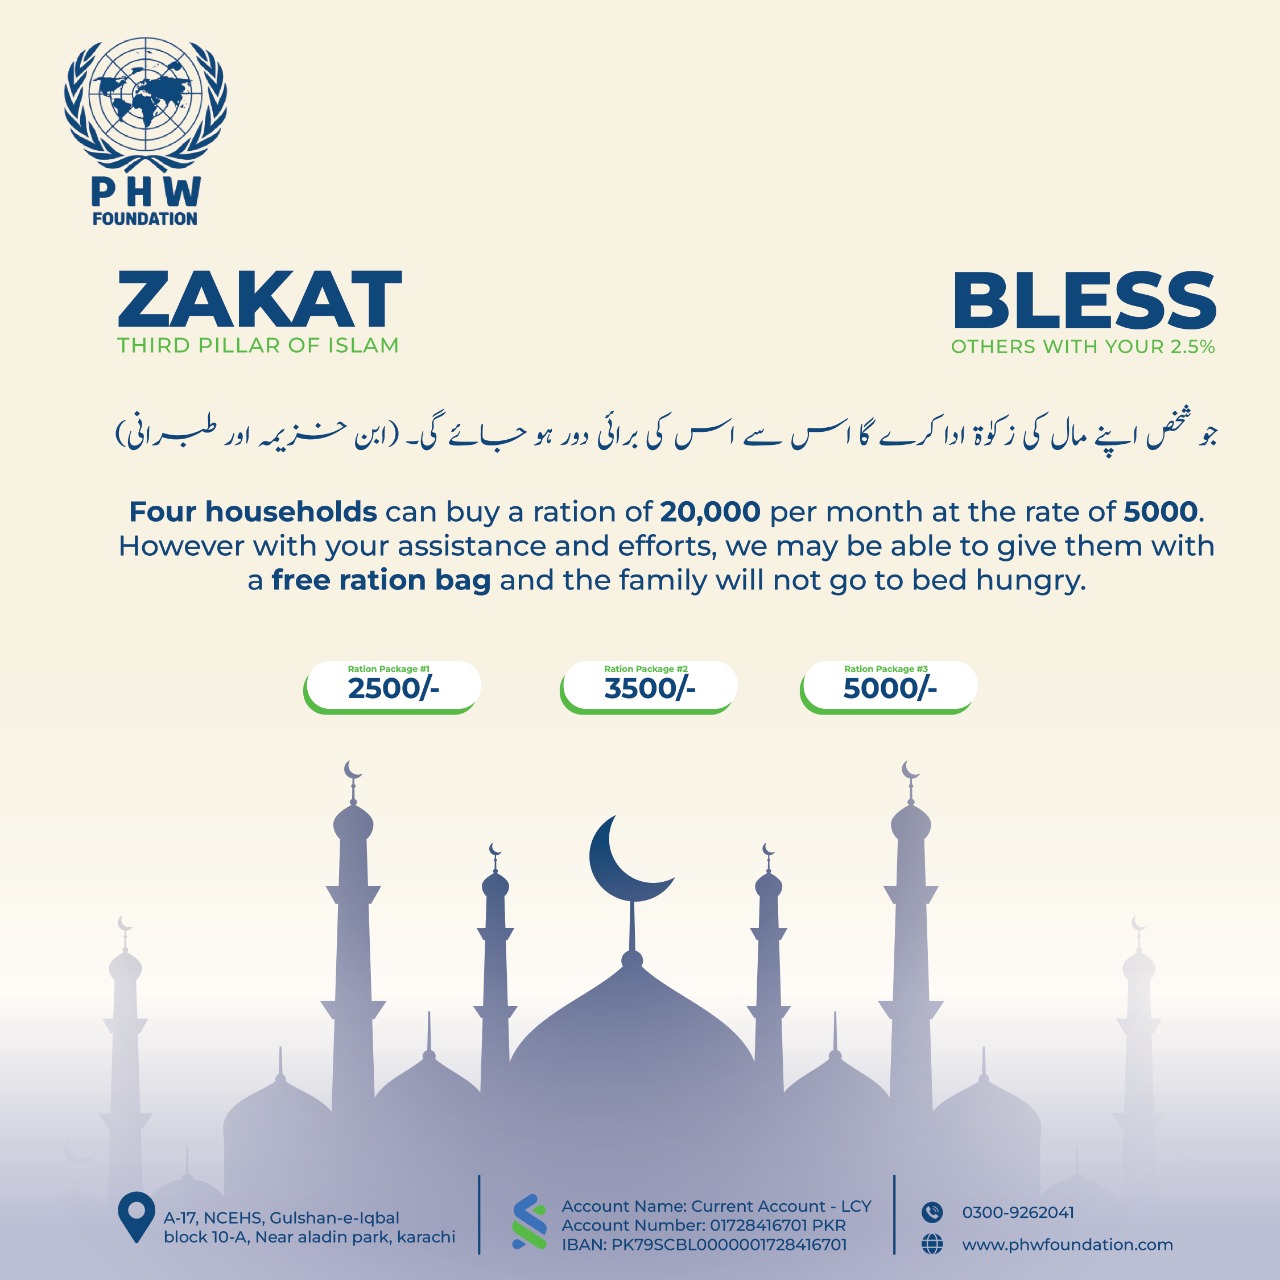 PHW
FOUNDATION
ZAKAT
THIRD PILLAR OF ISLAM
BLESS
OTHERS WITH YOUR 2.5%
جو شخص اپنے مال کی زکوٰۃ ادا کرے گا اس سے اس کی برائی دور ہو جائے گی۔ (ابن خزیمہ اور طبرانی)
Four households can buy a ration of 20,000 per month at the rate of 5000.
However with your assistance and efforts, we may be able to give them with
a free ration bag and the family will not go to bed hungry.
Ration Package #1
2500/-
Ration Package #2
3500/-
Ration Package #3
5000/-
A-17, NCEHS, Gulshan-e-Iqbal
block 10-A, Near aladin park, karachi
Account Name: Current Account - LCY
Account Number: 01728416701 PKR
IBAN: PK79SCBL0000001728416701
0300-9262041
www.phwfoundation.com